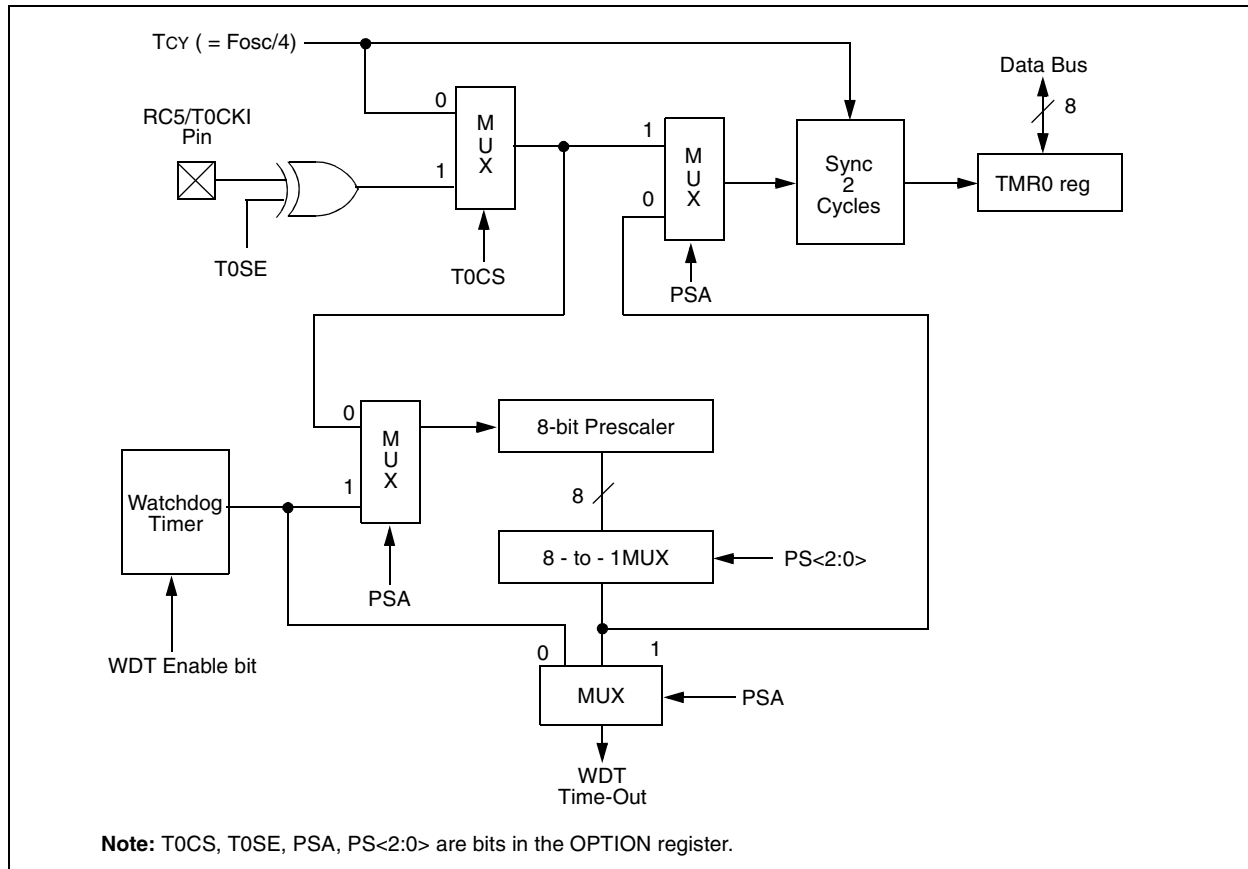 TCY ( = Fosc/4)
Data Bus
RC5/T0CKI
Pin
0
M
U
X
1
8
1
M
U
X
0
Sync
2
Cycles
TMR0 reg
T0SE
T0CS
PSA
0
M
U
X
1
8-bit Prescaler
Watchdog
Timer
8
8 - to - 1MUX
PS<2:0>
PSA
WDT Enable bit
0
1
MUX
PSA
WDT
Time-Out
Note: T0CS, T0SE, PSA, PS<2:0> are bits in the OPTION register.